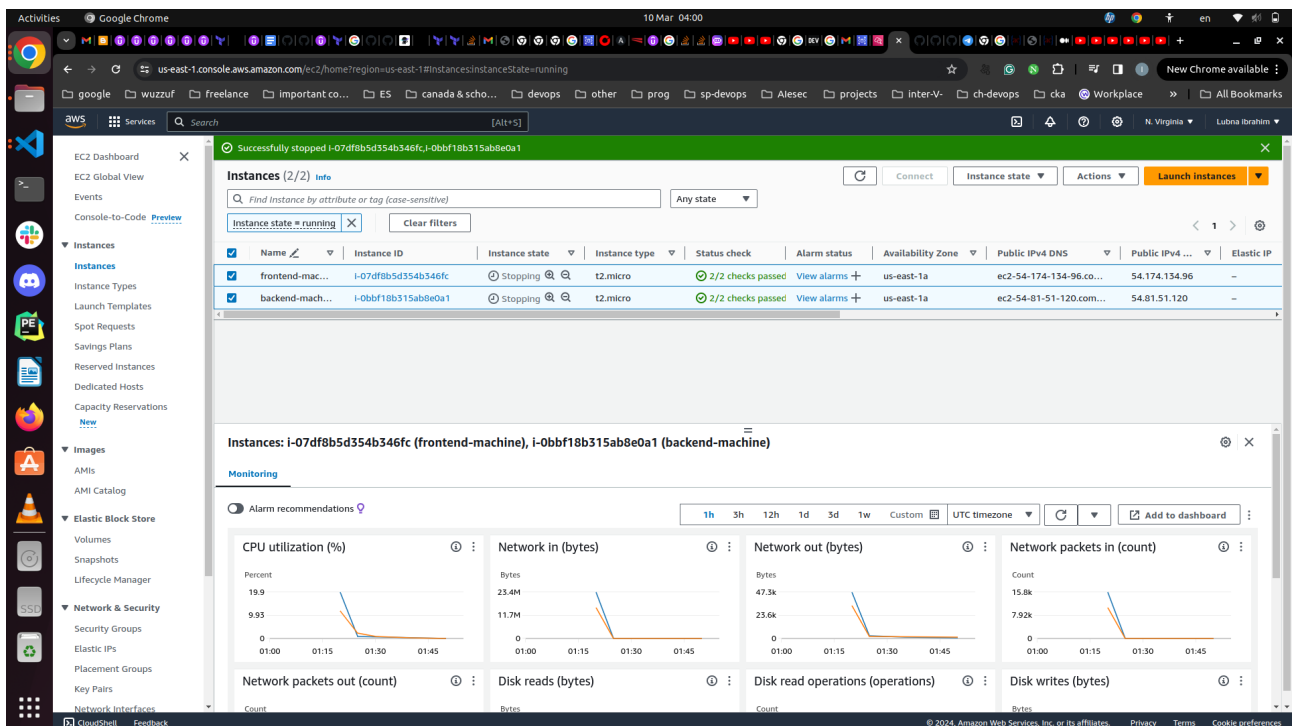 Activities Google Chrome 10 Mar 04:00 en
us-east-1.console.aws.amazon.com/ec2/home?region=us-east-1#Instances:instanceState=running New Chrome available
google wuzzuf freelance important co... ES canada & scho... devops other prog sp-devops AIesec projects inter-V- ch-devops cka Workplace » All Bookmarks
aws Services Search [Alt+S] N. Virginia Lubna ibrahim
EC2 Dashboard
EC2 Global View
Events
Console-to-Code Preview
Instances
Instances
Instance Types
Launch Templates
Spot Requests
Savings Plans
Reserved Instances
Dedicated Hosts
Capacity Reservations
New
Images
AMIs
AMI Catalog
Elastic Block Store
Volumes
Snapshots
Lifecycle Manager
Network & Security
Security Groups
Elastic IPs
Placement Groups
Key Pairs
Network Interfaces
Successfully stopped i-07df8b5d354b346fc,i-0bbf18b315ab8e0a1
Instances (2/2) Info Connect Instance state Actions Launch instances
Find Instance by attribute or tag (case-sensitive) Any state
Instance state = running Clear filters 1
Name Instance ID Instance state Instance type Status check Alarm status Availability Zone Public IPv4 DNS Public IPv4 ... Elastic IP
frontend-mac... i-07df8b5d354b346fc Stopping t2.micro 2/2 checks passed View alarms + us-east-1a ec2-54-174-134-96.co... 54.174.134.96 –
backend-mach... i-0bbf18b315ab8e0a1 Stopping t2.micro 2/2 checks passed View alarms + us-east-1a ec2-54-81-51-120.com... 54.81.51.120 –
Instances: i-07df8b5d354b346fc (frontend-machine), i-0bbf18b315ab8e0a1 (backend-machine)
Monitoring
Alarm recommendations 1h 3h 12h 1d 3d 1w Custom UTC timezone Add to dashboard
CPU utilization (%)
Percent
19.9
9.93
0
01:00 01:15 01:30 01:45
Network in (bytes)
Bytes
23.4M
11.7M
0
01:00 01:15 01:30 01:45
Network out (bytes)
Bytes
47.3k
23.6k
0
01:00 01:15 01:30 01:45
Network packets in (count)
Count
15.8k
7.92k
0
01:00 01:15 01:30 01:45
Network packets out (count)
Count
Disk reads (bytes)
Bytes
Disk read operations (operations)
Count
Disk writes (bytes)
Bytes
CloudShell Feedback © 2024, Amazon Web Services, Inc. or its affiliates. Privacy Terms Cookie preferences